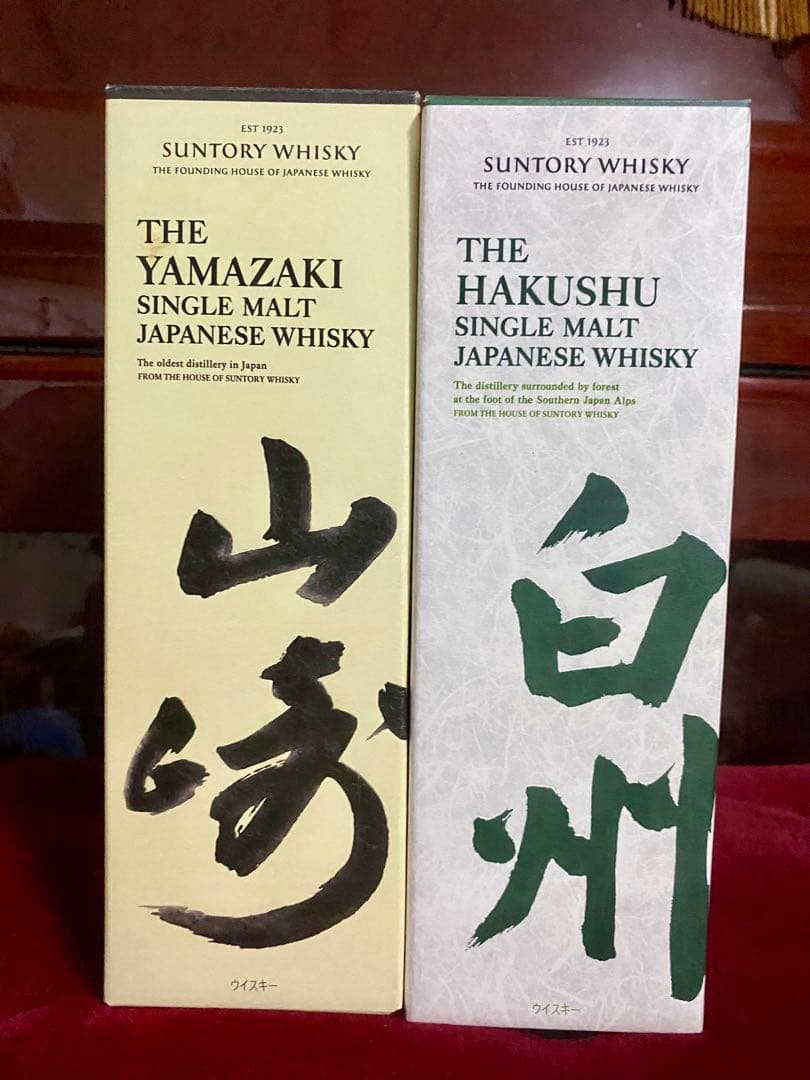 EST 1923
SUNTORY WHISKY
THE FOUNDING HOUSE OF JAPANESE WHISKY
THE
YAMAZAKI
SINGLE MALT
JAPANESE WHISKY
The oldest distillery in Japan
FROM THE HOUSE OF SUNTORY WHISKY
山
崎
ウイスキー
EST 1923
SUNTORY WHISKY
THE FOUNDING HOUSE OF JAPANESE WHISKY
THE
HAKUSHU
SINGLE MALT
JAPANESE WHISKY
The distillery surrounded by forest
at the foot of the Southern Japan Alps
FROM THE HOUSE OF SUNTORY WHISKY
白
州
ウイスキー